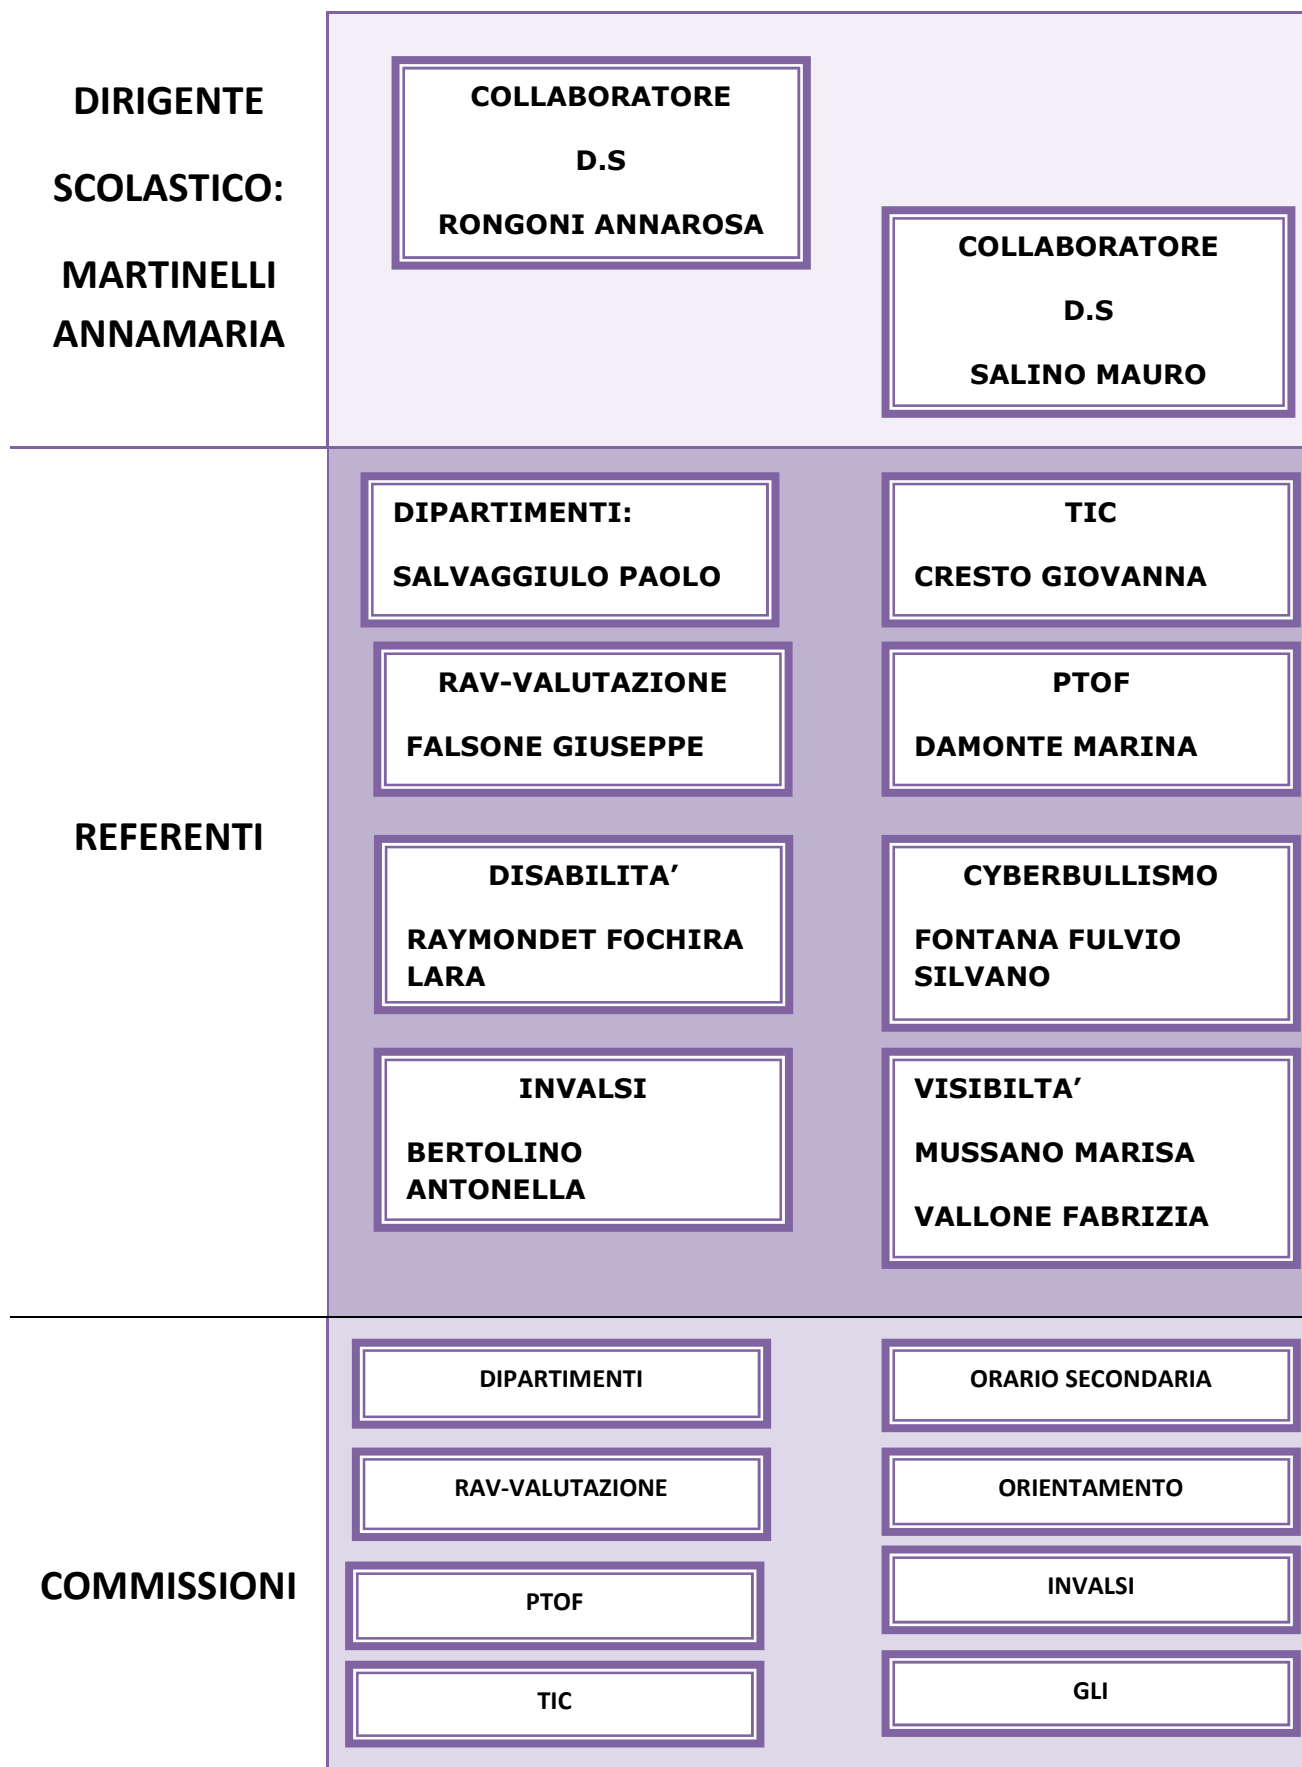 DIRIGENTE
SCOLASTICO:
MARTINELLI
ANNAMARIA
COLLABORATORE
D.S
RONGONI ANNAROSA
COLLABORATORE
D.S
SALINO MAURO
REFERENTI
DIPARTIMENTI:
SALVAGGIULO PAOLO
TIC
CRESTO GIOVANNA
RAV-VALUTAZIONE
FALSONE GIUSEPPE
PTOF
DAMONTE MARINA
DISABILITA’
RAYMONDET FOCHIRA
LARA
CYBERBULLISMO
FONTANA FULVIO
SILVANO
INVALSI
BERTOLINO
ANTONELLA
VISIBILTA’
MUSSANO MARISA
VALLONE FABRIZIA
COMMISSIONI
DIPARTIMENTI
ORARIO SECONDARIA
RAV-VALUTAZIONE
ORIENTAMENTO
PTOF
INVALSI
TIC
GLI